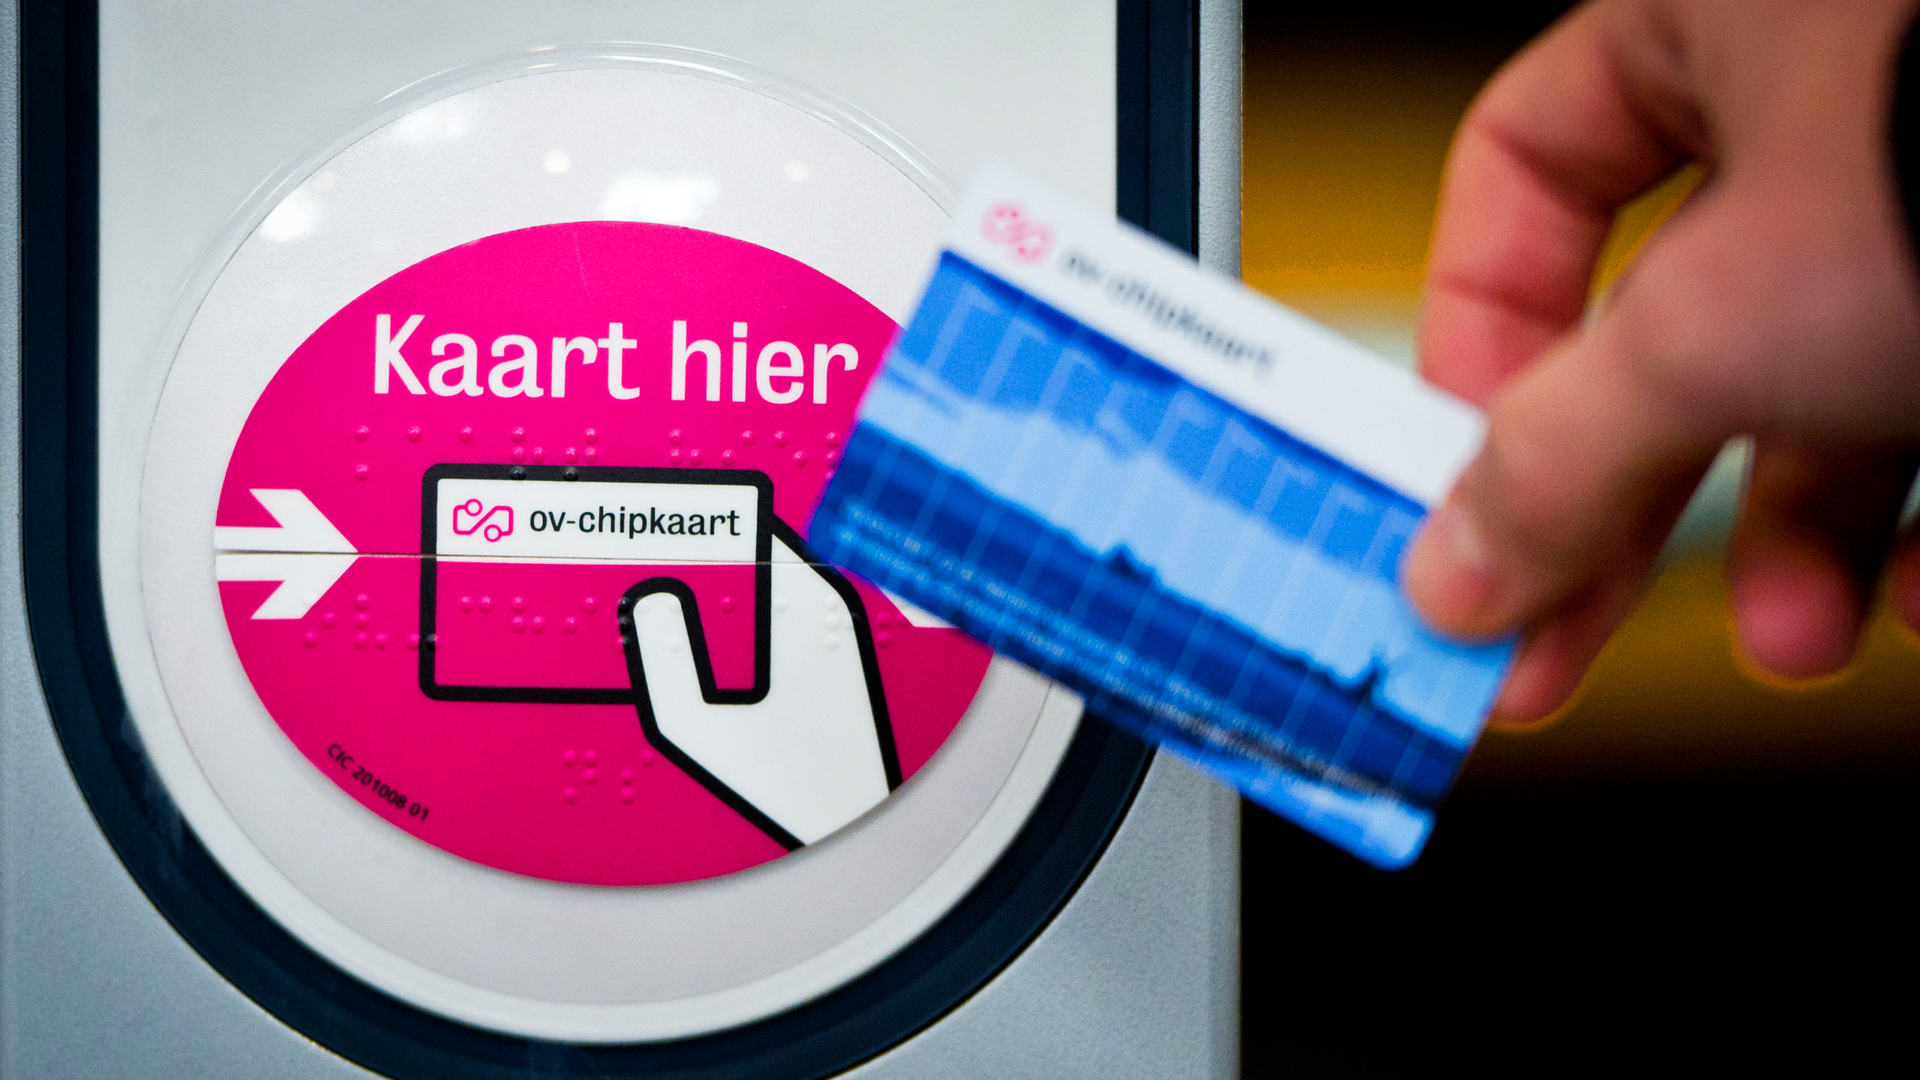 Kaart hier
ov-chipkaart
CIC 201008 01
ov-chipkaart